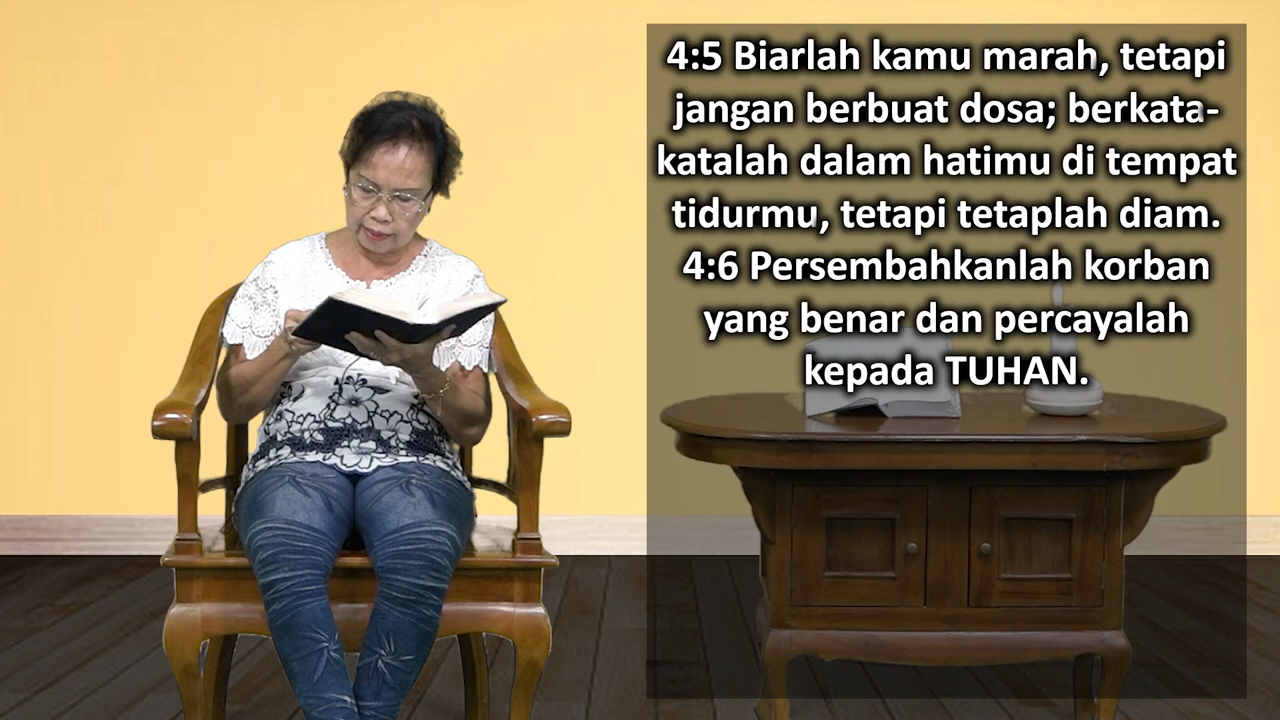 4:5 Biarlah kamu marah, tetapi
jangan berbuat dosa; berkata-
katalah dalam hatimu di tempat
tidurmu, tetapi tetaplah diam.
4:6 Persembahkanlah korban
yang benar dan percayalah
kepada TUHAN.